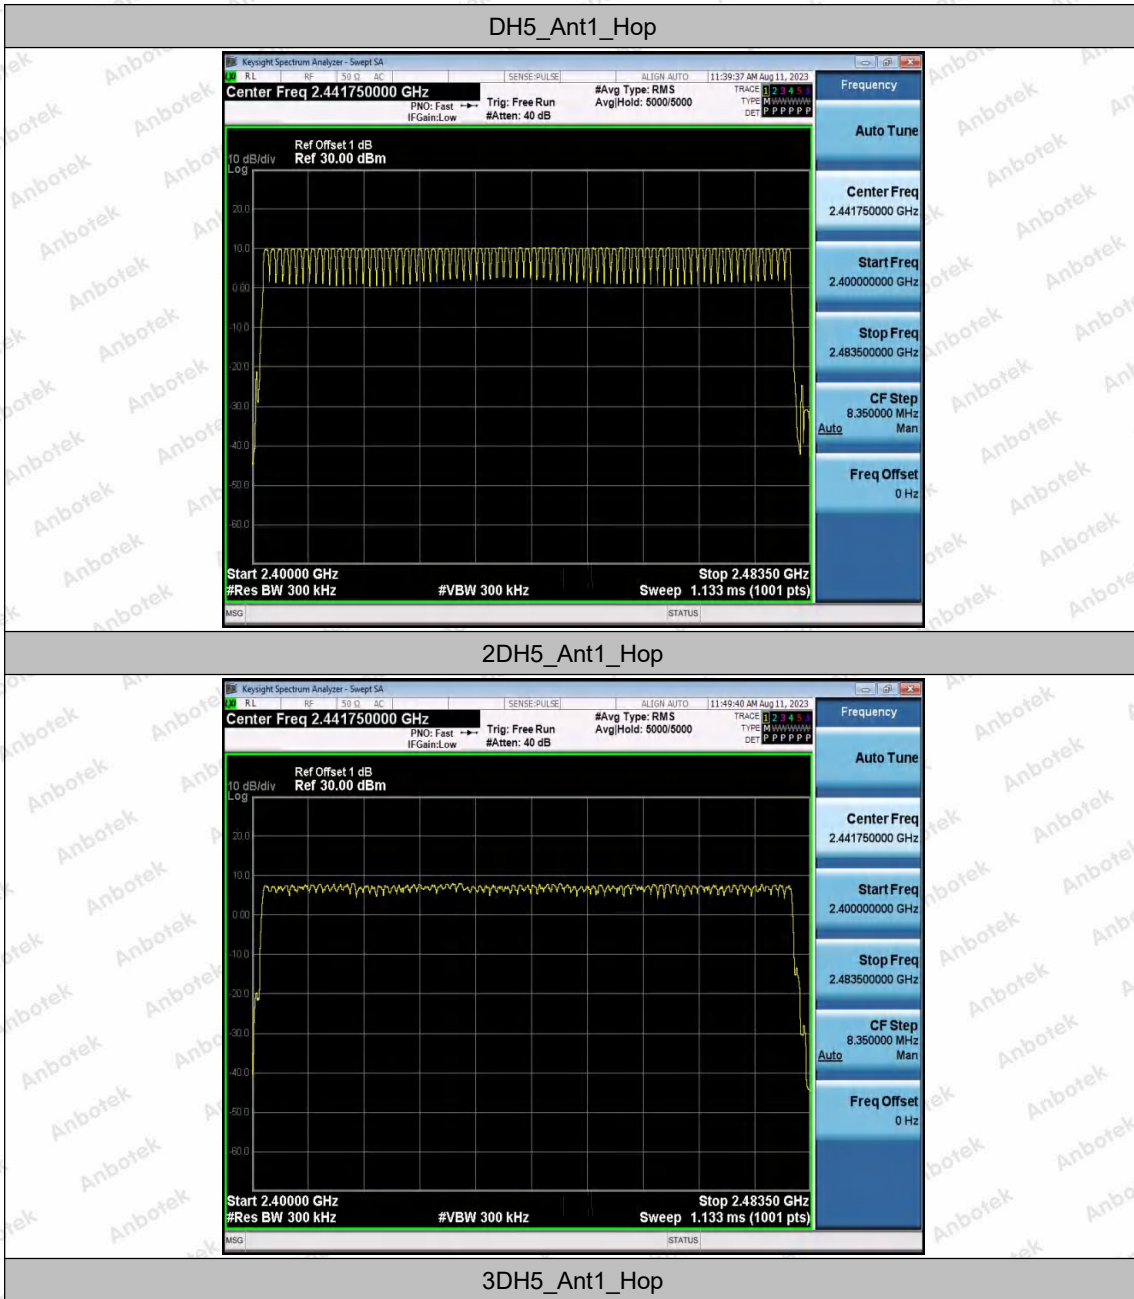 DH5_Ant1_Hop
Keysight Spectrum Analyzer - Swept SA
RL RF 50 Ω AC SENSE:PULSE ALIGN AUTO 11:39:37 AM Aug 11, 2023
Center Freq 2.441750000 GHz
PNO: Fast
IFGain:Low
Trig: Free Run
#Atten: 40 dB
#Avg Type: RMS
Avg|Hold: 5000/5000
TRACE 1 2 3 4 5 6
TYPE M WWWWW
DET P P P P P P
Frequency
Auto Tune
Center Freq
2.441750000 GHz
Start Freq
2.400000000 GHz
Stop Freq
2.483500000 GHz
CF Step
8.350000 MHz
Auto Man
Freq Offset
0 Hz
Ref Offset 1 dB
10 dB/div Ref 30.00 dBm
Log
20.0
10.0
0.00
-10.0
-20.0
-30.0
-40.0
-50.0
-60.0
Start 2.40000 GHz Stop 2.48350 GHz
#Res BW 300 kHz #VBW 300 kHz Sweep 1.133 ms (1001 pts)
MSG STATUS
2DH5_Ant1_Hop
Keysight Spectrum Analyzer - Swept SA
RL RF 50 Ω AC SENSE:PULSE ALIGN AUTO 11:49:40 AM Aug 11, 2023
Center Freq 2.441750000 GHz
PNO: Fast
IFGain:Low
Trig: Free Run
#Atten: 40 dB
#Avg Type: RMS
Avg|Hold: 5000/5000
TRACE 1 2 3 4 5 6
TYPE M WWWWW
DET P P P P P P
Frequency
Auto Tune
Center Freq
2.441750000 GHz
Start Freq
2.400000000 GHz
Stop Freq
2.483500000 GHz
CF Step
8.350000 MHz
Auto Man
Freq Offset
0 Hz
Ref Offset 1 dB
10 dB/div Ref 30.00 dBm
Log
20.0
10.0
0.00
-10.0
-20.0
-30.0
-40.0
-50.0
-60.0
Start 2.40000 GHz Stop 2.48350 GHz
#Res BW 300 kHz #VBW 300 kHz Sweep 1.133 ms (1001 pts)
MSG STATUS
3DH5_Ant1_Hop
Anbotek